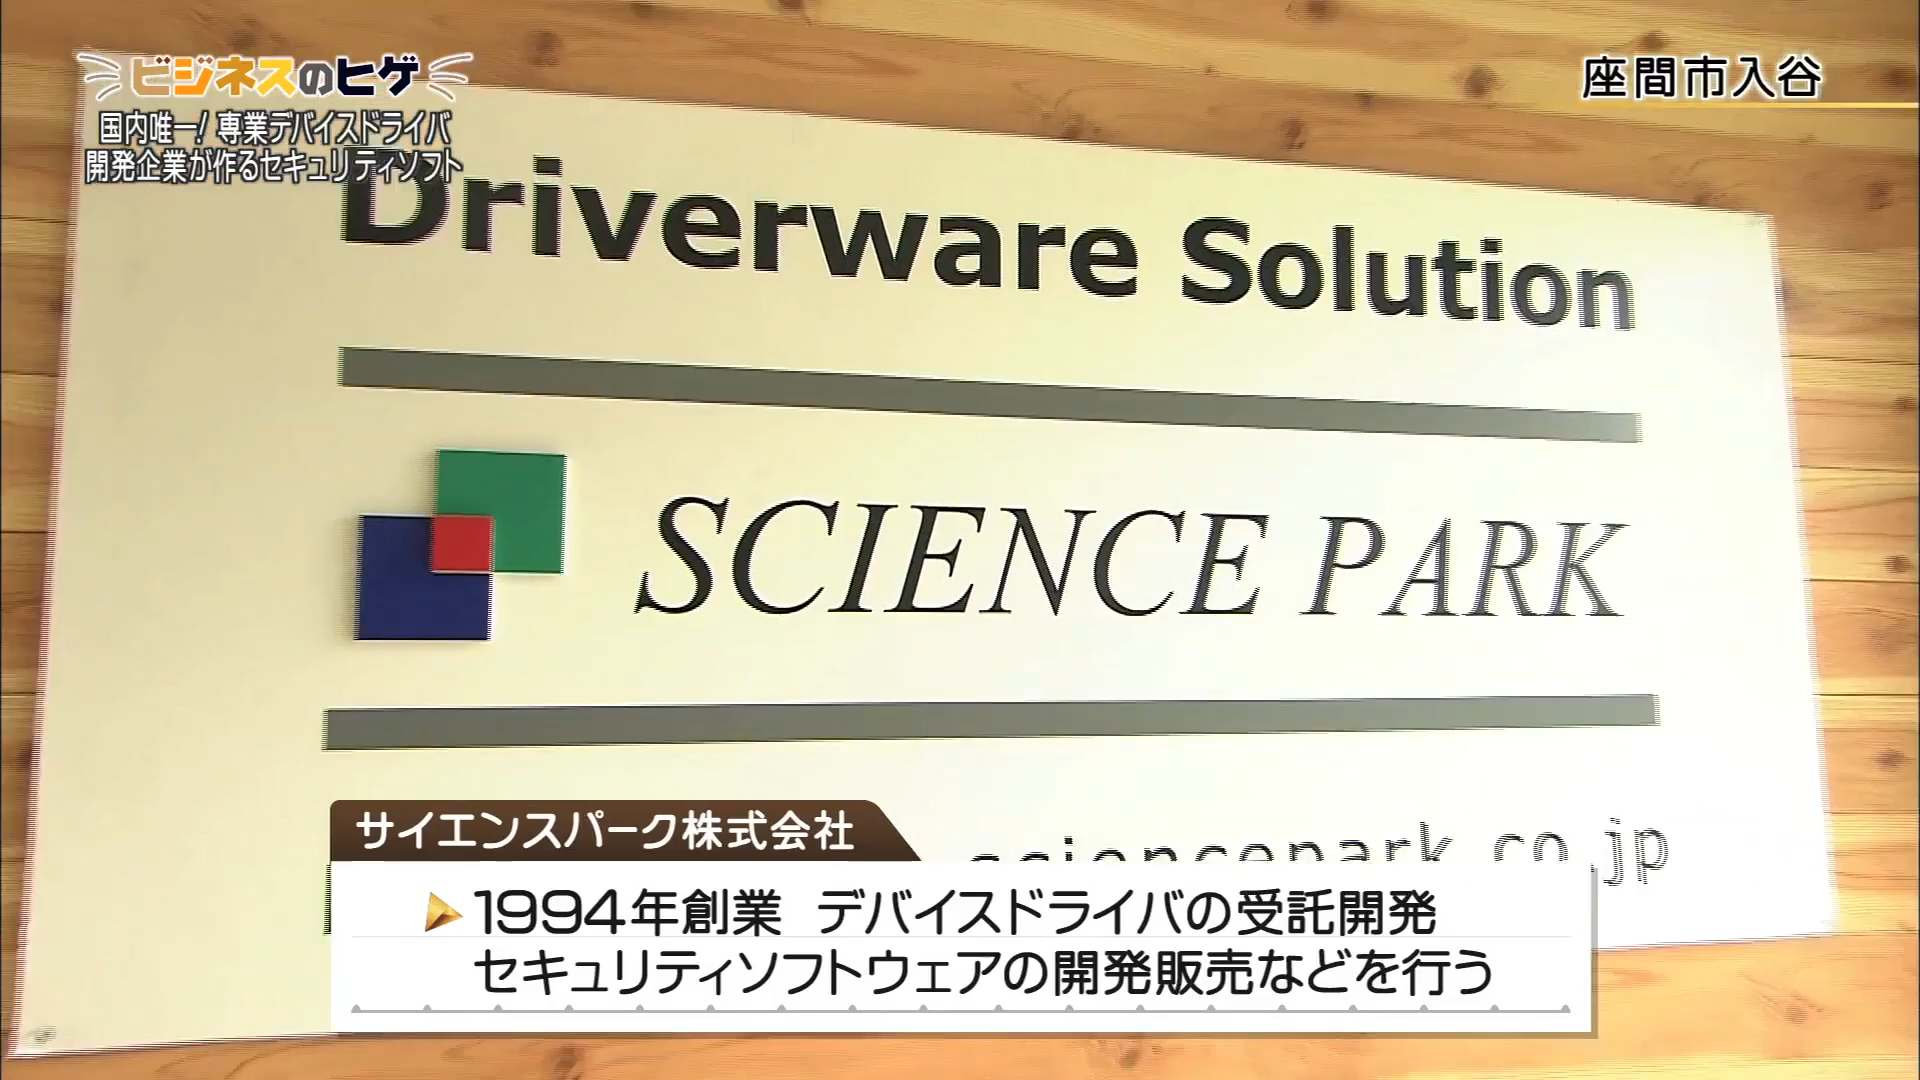 ビジネスのヒゲ
国内唯一!専業デバイスドライバ
開発企業が作るセキュリティソフト
座間市入谷
Driverware Solution
SCIENCE PARK
sciencepark.co.jp
サイエンスパーク株式会社
1994年創業 デバイスドライバの受託開発
セキュリティソフトウェアの開発販売などを行う